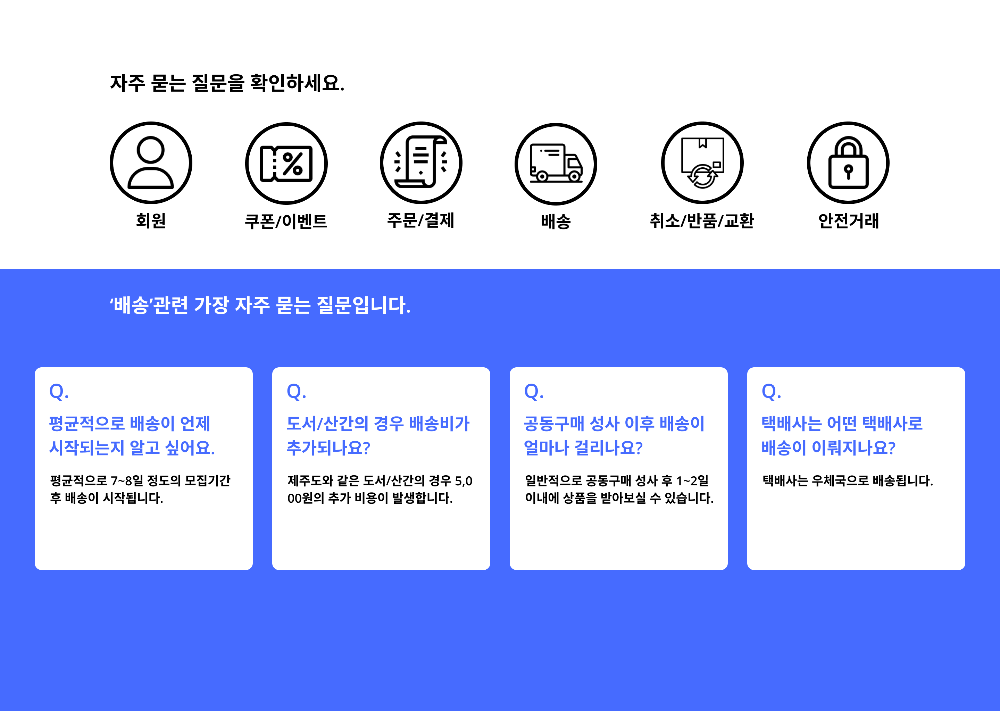 자주 묻는 질문을 확인하세요.
회원
쿠폰/이벤트
주문/결제
배송
취소/반품/교환
안전거래
‘배송’관련 가장 자주 묻는 질문입니다.
Q.
평균적으로 배송이 언제
시작되는지 알고 싶어요.
평균적으로 7~8일 정도의 모집기간
후 배송이 시작됩니다.
Q.
도서/산간의 경우 배송비가
추가되나요?
제주도와 같은 도서/산간의 경우 5,0
00원의 추가 비용이 발생합니다.
Q.
공동구매 성사 이후 배송이
얼마나 걸리나요?
일반적으로 공동구매 성사 후 1~2일
이내에 상품을 받아보실 수 있습니다.
Q.
택배사는 어떤 택배사로
배송이 이뤄지나요?
택배사는 우체국으로 배송됩니다.